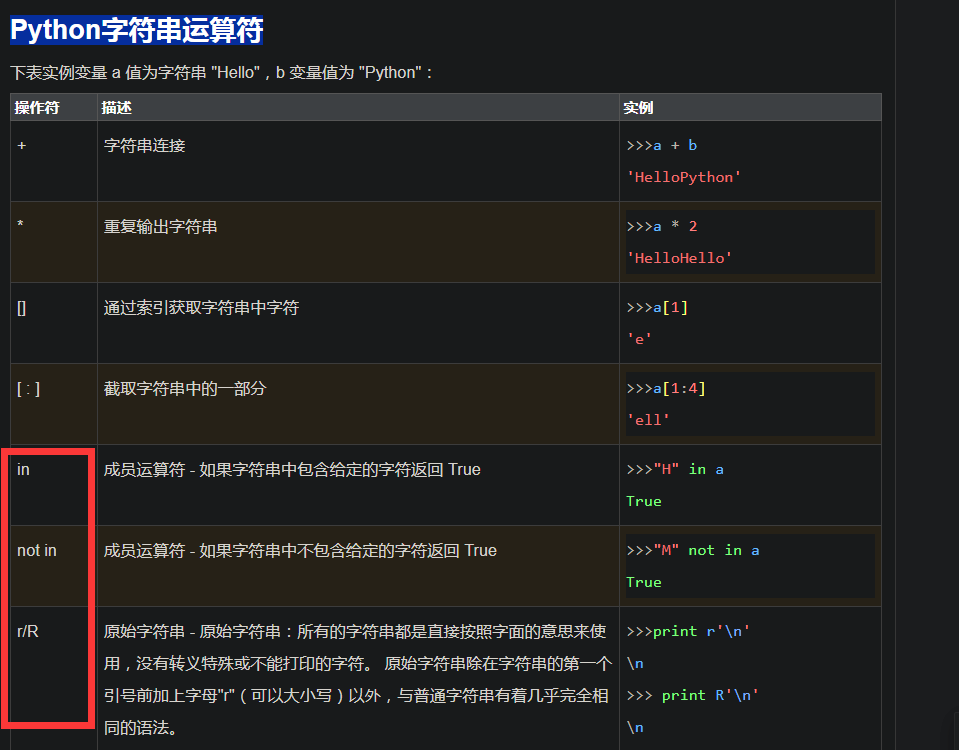 Python字符串运算符
下表实例变量 a 值为字符串 "Hello"，b 变量值为 "Python"：
操作符 描述 实例
+ 字符串连接 >>>a + b
'HelloPython'
* 重复输出字符串 >>>a * 2
'HelloHello'
[] 通过索引获取字符串中字符 >>>a[1]
'e'
[ : ] 截取字符串中的一部分 >>>a[1:4]
'ell'
in 成员运算符 - 如果字符串中包含给定的字符返回 True >>>"H" in a
True
not in 成员运算符 - 如果字符串中不包含给定的字符返回 True >>>"M" not in a
True
r/R 原始字符串 - 原始字符串：所有的字符串都是直接按照字面的意思来使 >>>print r'\n'
用，没有转义特殊或不能打印的字符。 原始字符串除在字符串的第一个 \n
引号前加上字母"r"（可以大小写）以外，与普通字符串有着几乎完全相 >>> print R'\n'
同的语法。 \n